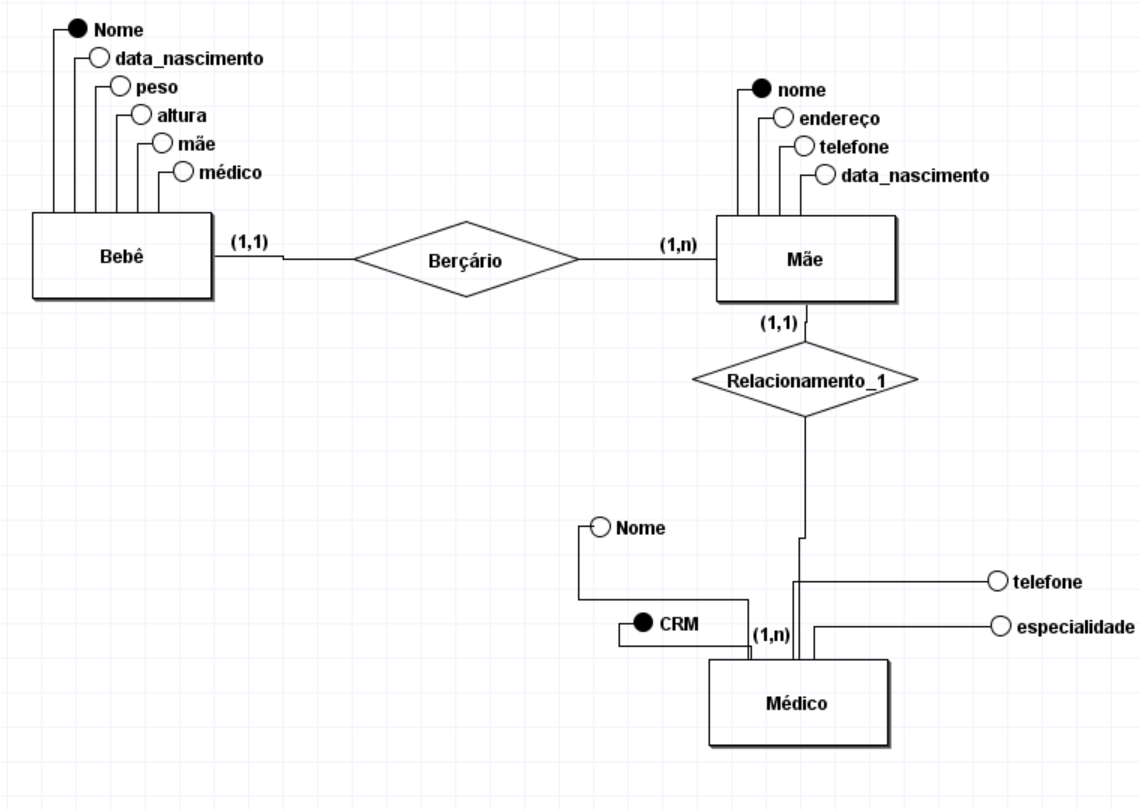 Nome
data_nascimento
peso
altura
mãe
médico
Bebê
(1,1)
Berçário
(1,n)
nome
endereço
telefone
data_nascimento
Mãe
(1,1)
Relacionamento_1
Nome
CRM
(1,n)
telefone
especialidade
Médico